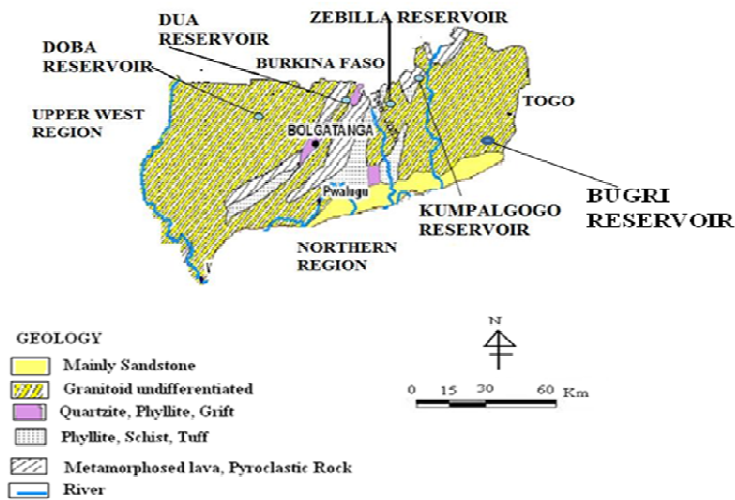 ZEBILLA RESERVOIR
DUA
RESERVOIR
DOBA
RESERVOIR
BURKINA FASO
UPPER WEST
REGION
TOGO
BOLGATANGA
Pwalugu
BUGRI
RESERVOIR
KUMPALGOGO
RESERVOIR
NORTHERN
REGION
GEOLOGY
Mainly Sandstone
Granitoid undifferentiated
Quartzite, Phyllite, Grift
Phyllite, Schist, Tuff
Metamorphosed lava, Pyroclastic Rock
River
N
0 15 30 60 Km